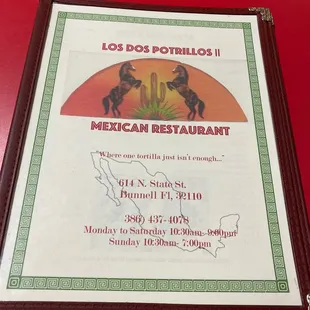 LOS DOS POTRILLOS II
MEXICAN RESTAURANT
"Where one tortilla just isn't enough..."
614 N. State St.
Bunnell Fl, 32110
386) 437-4078
Monday to Saturday 10:30am- 9:00pm
Sunday 10:30am- 7:00pm